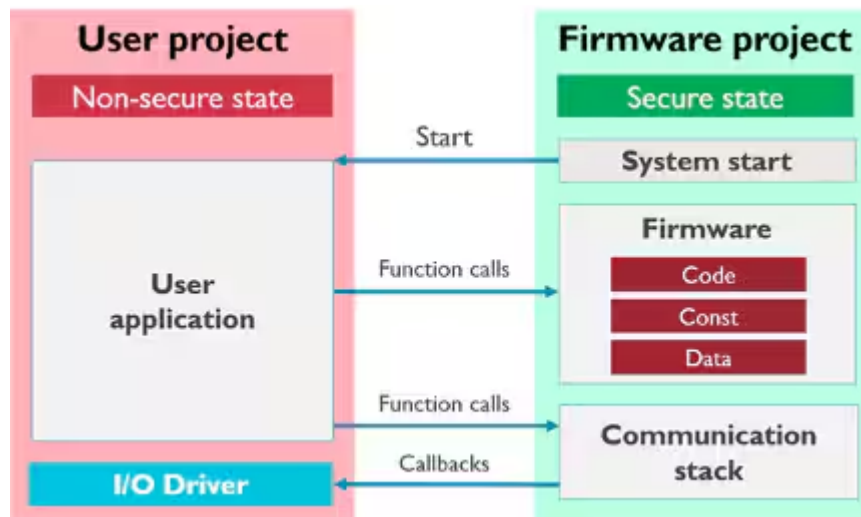 User project
Non-secure state
User
application
I/O Driver
Start
Function calls
Function calls
Callbacks
Firmware project
Secure state
System start
Firmware
Code
Const
Data
Communication
stack